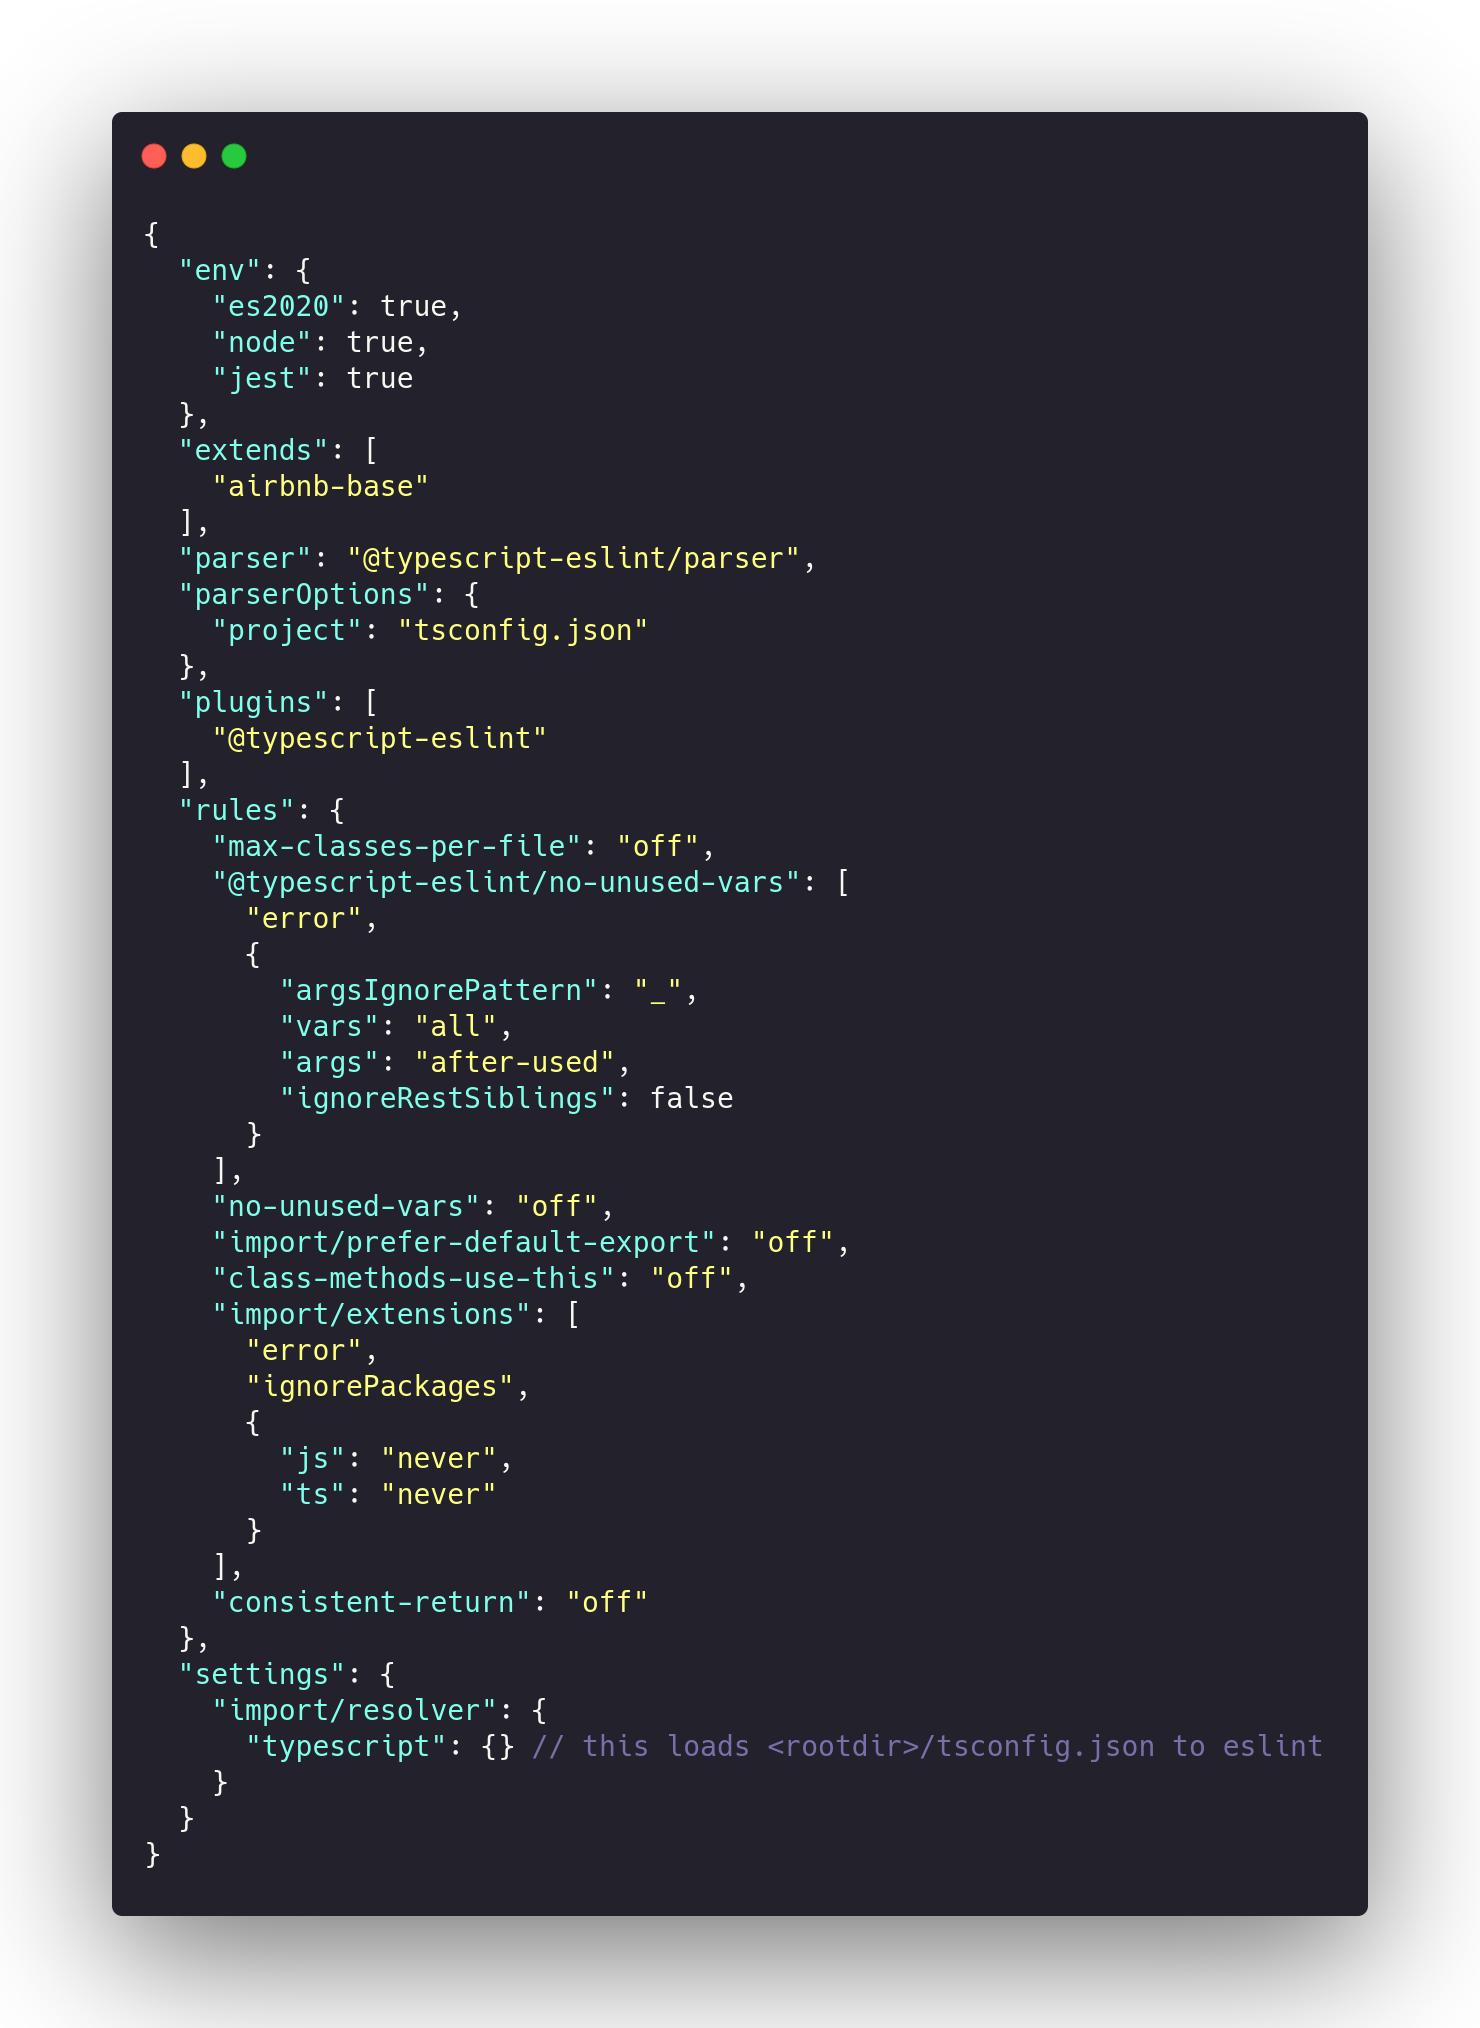 {
  "env": {
    "es2020": true,
    "node": true,
    "jest": true
  },
  "extends": [
    "airbnb-base"
  ],
  "parser": "@typescript-eslint/parser",
  "parserOptions": {
    "project": "tsconfig.json"
  },
  "plugins": [
    "@typescript-eslint"
  ],
  "rules": {
    "max-classes-per-file": "off",
    "@typescript-eslint/no-unused-vars": [
      "error",
      {
        "argsIgnorePattern": "_",
        "vars": "all",
        "args": "after-used",
        "ignoreRestSiblings": false
      }
    ],
    "no-unused-vars": "off",
    "import/prefer-default-export": "off",
    "class-methods-use-this": "off",
    "import/extensions": [
      "error",
      "ignorePackages",
      {
        "js": "never",
        "ts": "never"
      }
    ],
    "consistent-return": "off"
  },
  "settings": {
    "import/resolver": {
      "typescript": {} // this loads <rootdir>/tsconfig.json to eslint
    }
  }
}